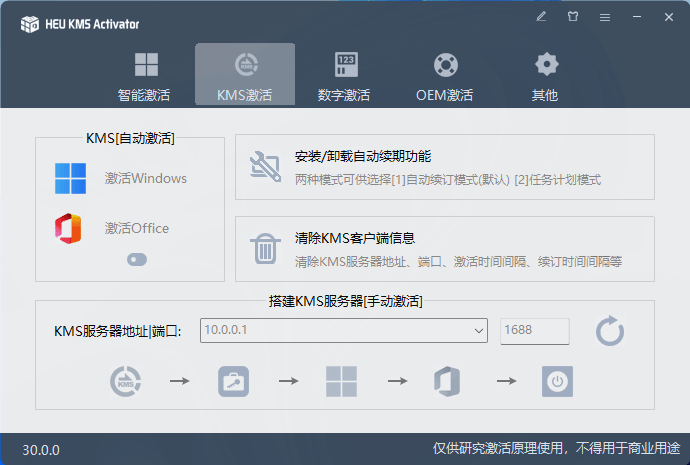 HEU KMS Activator
智能激活
KMS激活
数字激活
OEM激活
其他
KMS
123
KMS[自动激活]
激活Windows
激活Office
安装/卸载自动续期功能
两种模式可供选择[1]自动续订模式(默认) [2]任务计划模式
清除KMS客户端信息
清除KMS服务器地址、端口、激活时间间隔、续订时间间隔等
搭建KMS服务器[手动激活]
KMS服务器地址|端口:
10.0.0.1
1688
KMS
30.0.0
仅供研究激活原理使用，不得用于商业用途